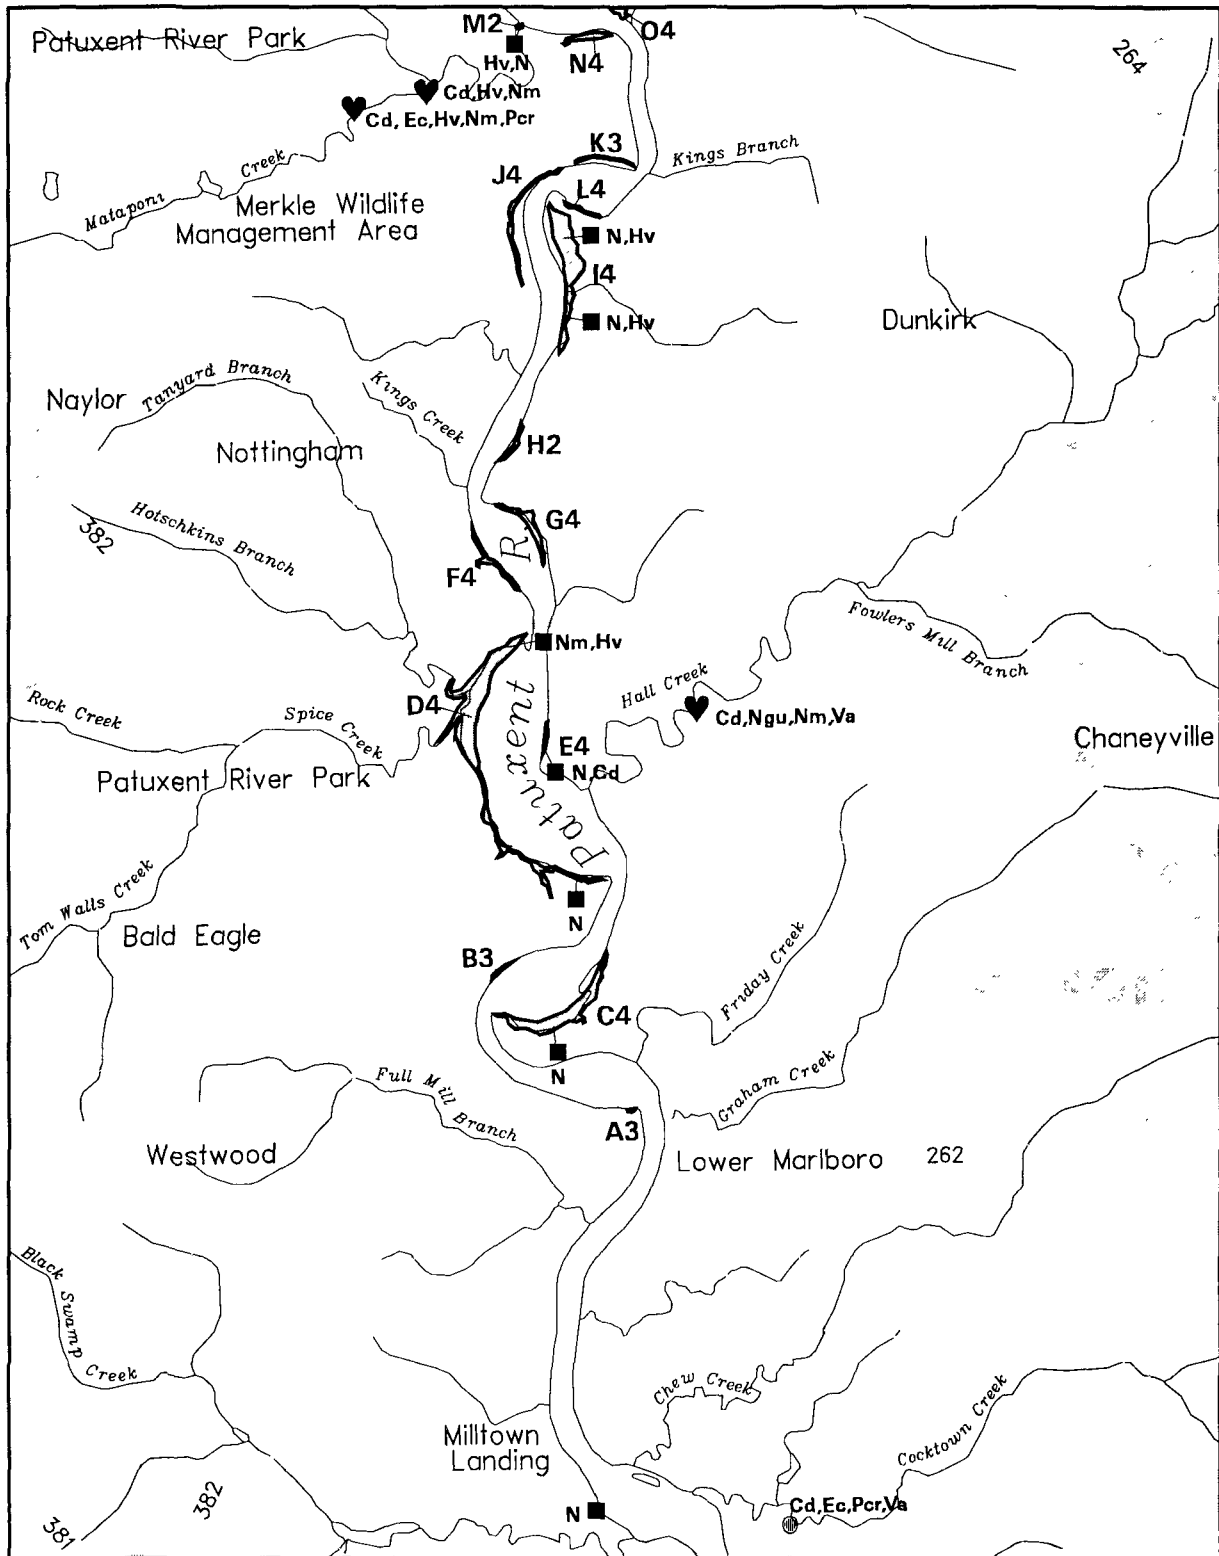 M2
O4
Patuxent River Park
264
Hv,N
N4
Cd,Hv,Nm
Cd, Ec,Hv,Nm,Pcr
K3
Kings Branch
J4
L4
Mataponi Creek
Merkle Wildlife
Management Area
N,Hv
I4
N,Hv
Dunkirk
Naylor
Tanyard Branch
Kings Creek
Nottingham
H2
Hotschkins Branch
382
G4
F4
Patuxent R.
Fowlers Mill Branch
Nm,Hv
Hall Creek
Rock Creek
Spice Creek
D4
Cd,Ngu,Nm,Va
E4
Chaneyville
Patuxent River Park
N,Cd
Tom Walls Creek
N
Bald Eagle
B3
Friday Creek
C4
N
Full Mill Branch
Graham Creek
A3
Westwood
Lower Marlboro
262
Black Swamp Creek
Chew Creek
Cocktown Creek
Milltown
Landing
382
381
N
Cd,Ec,Pcr,Va